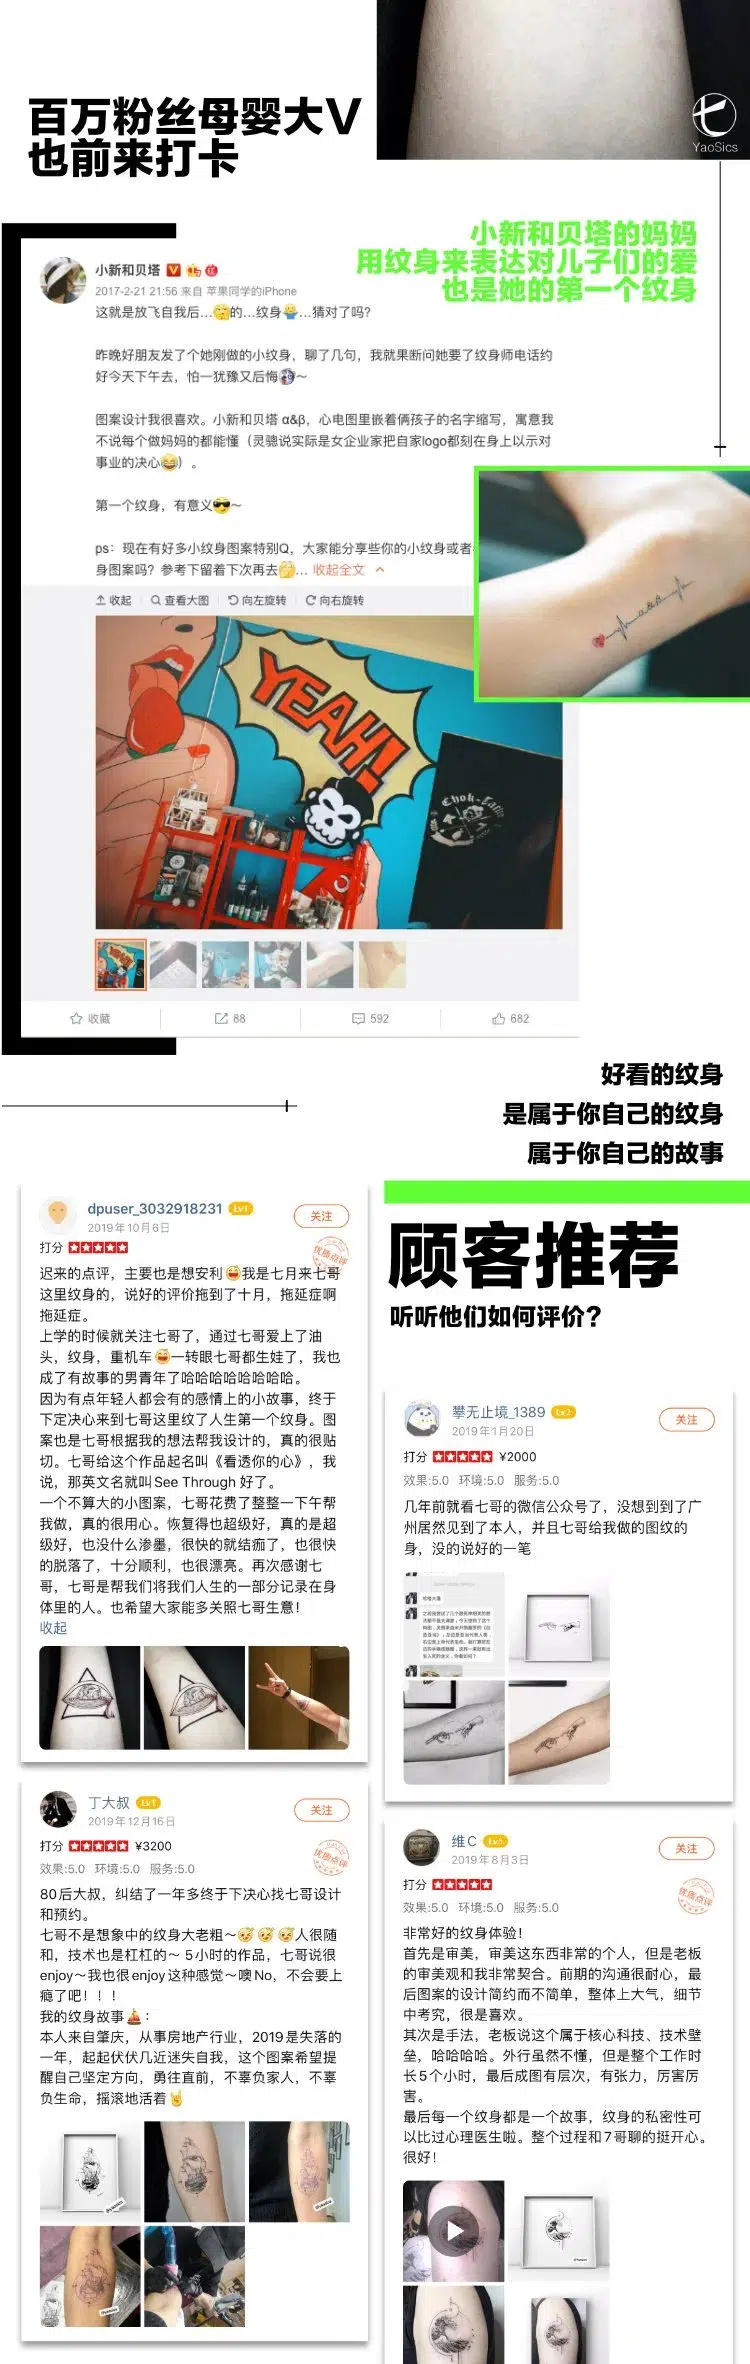 百万粉丝母婴大V
也前来打卡
七
YaoSics
小新和贝塔的妈妈
用纹身来表达对儿子们的爱
也是她的第一个纹身
小新和贝塔
2017-2-21 21:56 来自 苹果同学的iPhone
这就是放飞自我后...的...纹身...猜对了吗?
昨晚好朋友发了个她刚做的小纹身，聊了几句，我就果断问她要了纹身师电话约
好今天下午去，怕一犹豫又后悔～
图案设计我很喜欢。小新和贝塔 α&β，心电图里嵌着俩孩子的名字缩写，寓意我
不说每个做妈妈的都能懂（灵骢说实际是女企业家把自家logo都刻在身上以示对
事业的决心）。
第一个纹身，有意义～
ps：现在有好多小纹身图案特别Q，大家能分享些你的小纹身或者
身图案吗？参考下留着下次再去... 收起全文
收起 查看大图 向左旋转 向右旋转
YEAH!
Chok-Tattoo
收藏 88 592 682
好看的纹身
是属于你自己的纹身
属于你自己的故事
顾客推荐
听听他们如何评价?
dpuser_3032918231 Lv1
关注
2019年10月6日
打分
优质点评
迟来的点评，主要也是想安利我是七月来七哥
这里纹身的，说好的评价拖到了十月，拖延症啊
拖延症。
上学的时候就关注七哥了，通过七哥爱上了油
头，纹身，重机车一转眼七哥都生娃了，我也
成了有故事的男青年了哈哈哈哈哈哈哈哈。
因为有点年轻人都会有的感情上的小故事，终于
下定决心来到七哥这里纹了人生第一个纹身。图
案也是七哥根据我的想法帮我设计的，真的很贴
切。七哥给这个作品起名叫《看透你的心》，我
说，那英文名就叫See Through 好了。
一个不算大的小图案，七哥花费了整整一下午帮
我做，真的很用心。恢复得也超级好，真的是超
级好，也没什么渗墨，很快的就结痂了，也很快
的脱落了，十分顺利，也很漂亮。再次感谢七
哥，七哥是帮我们将我们人生的一部分记录在身
体里的人。也希望大家能多关照七哥生意！
收起
攀无止境_1389
关注
2019年1月20日
打分 ¥2000
效果:5.0 环境:5.0 服务:5.0
几年前就看七哥的微信公众号了，没想到到了广
州居然见到了本人，并且七哥给我做的图纹的
身，没的说好的一笔
丁大叔 Lv1
关注
2019年12月16日
打分 ¥3200
优质点评
效果:5.0 环境:5.0 服务:5.0
80后大叔，纠结了一年多终于下决心找七哥设计
和预约。
七哥不是想象中的纹身大老粗～人很随
和，技术也是杠杠的～ 5小时的作品，七哥说很
enjoy～我也很enjoy这种感觉～噢No，不会要上
瘾了吧！！！
我的纹身故事：
本人来自肇庆，从事房地产行业，2019是失落的
一年，起起伏伏几近迷失自我，这个图案希望提
醒自己坚定方向，勇往直前，不辜负家人，不辜
负生命，摇滚地活着
维C
关注
2019年8月3日
打分
优质点评
效果:5.0 环境:5.0 服务:5.0
非常好的纹身体验！
首先是审美，审美这东西非常的个人，但是老板
的审美观和我非常契合。前期的沟通很耐心，最
后图案的设计简约而不简单，整体上大气，细节
中考究，很是喜欢。
其次是手法，老板说这个属于核心科技、技术壁
垒，哈哈哈哈。外行虽然不懂，但是整个工作时
长5个小时，最后成图有层次，有张力，厉害厉
害。
最后每一个纹身都是一个故事，纹身的私密性可
以比过心理医生啦。整个过程和7哥聊的挺开心。
很好！